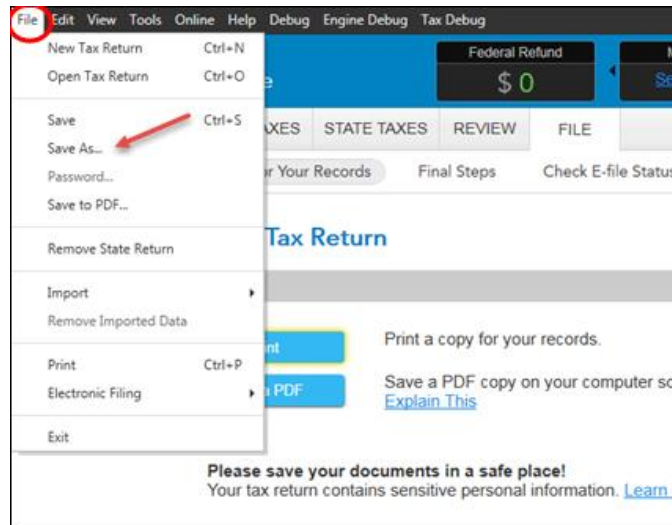 File Edit View Tools Online Help Debug Engine Debug Tax Debug
New Tax Return Ctrl+N
Open Tax Return Ctrl+O
Save Ctrl+S
Save As...
Password...
Save to PDF...
Remove State Return
Import
Remove Imported Data
Print Ctrl+P
Electronic Filing
Exit
Federal Refund
$ 0
STATE TAXES REVIEW FILE
Your Records Final Steps Check E-file Status
Tax Return
Print a copy for your records.
PDF
Save a PDF copy on your computer
Explain This
Please save your documents in a safe place!
Your tax return contains sensitive personal information. Learn